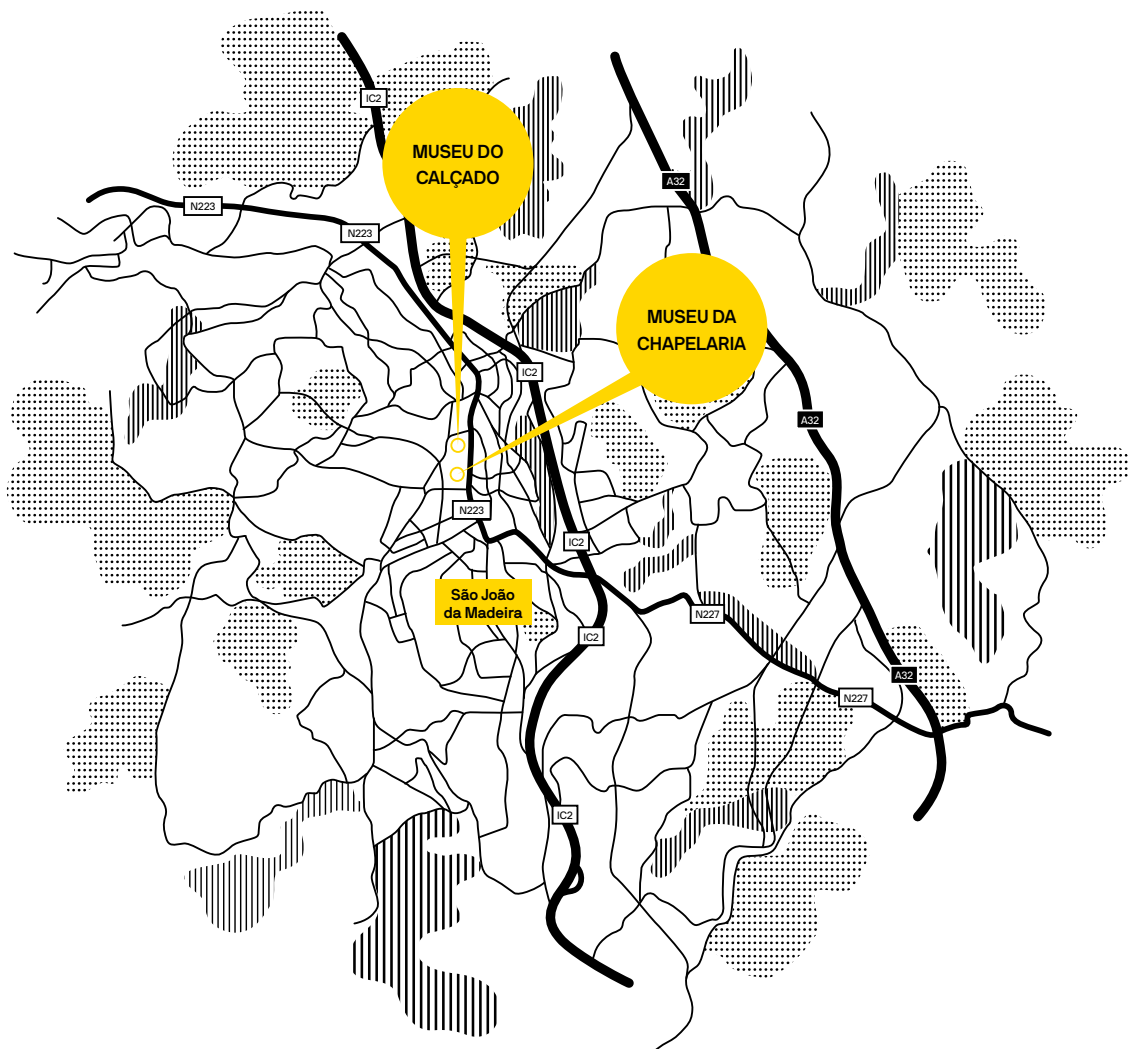 IC2
MUSEU DO
CALÇADO
A32
N223
N223
MUSEU DA
CHAPELARIA
IC2
A32
N223
IC2
São João
da Madeira
N227
IC2
A32
N227
IC2